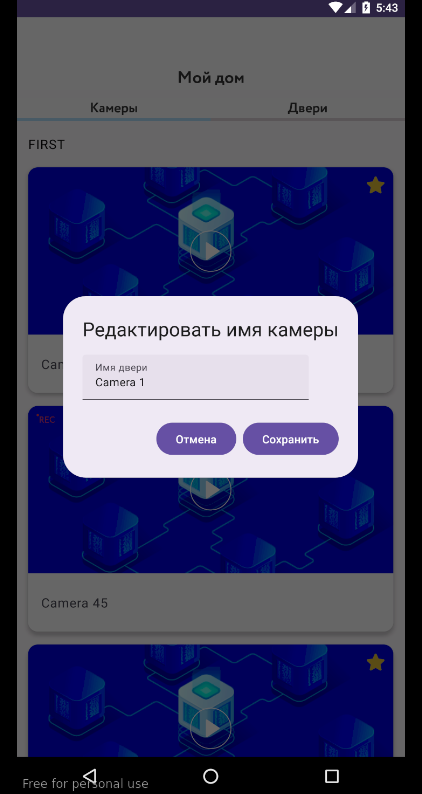 5:43
Мой дом
Камеры
Двери
FIRST
Cam
Редактировать имя камеры
Имя двери
Camera 1
Отмена
Сохранить
REC
Camera 45
Free for personal use